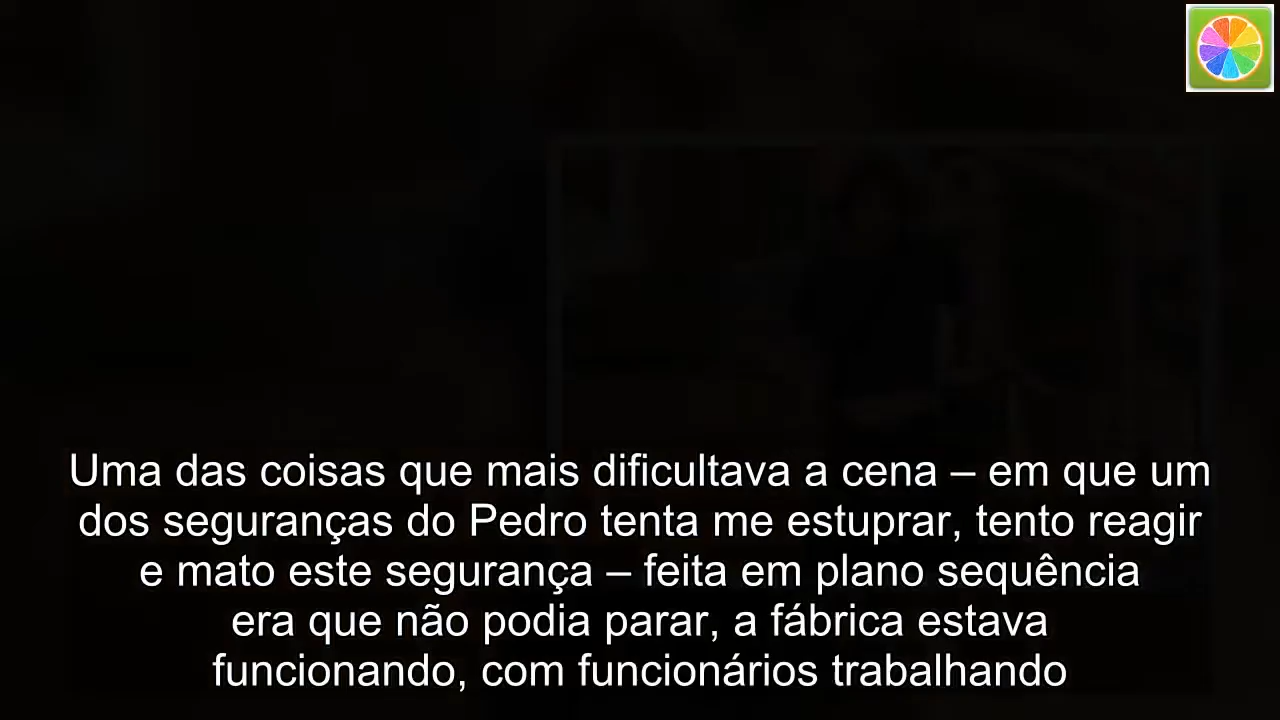 Uma das coisas que mais dificultava a cena – em que um
dos seguranças do Pedro tenta me estuprar, tento reagir
e mato este segurança – feita em plano sequência
era que não podia parar, a fábrica estava
funcionando, com funcionários trabalhando